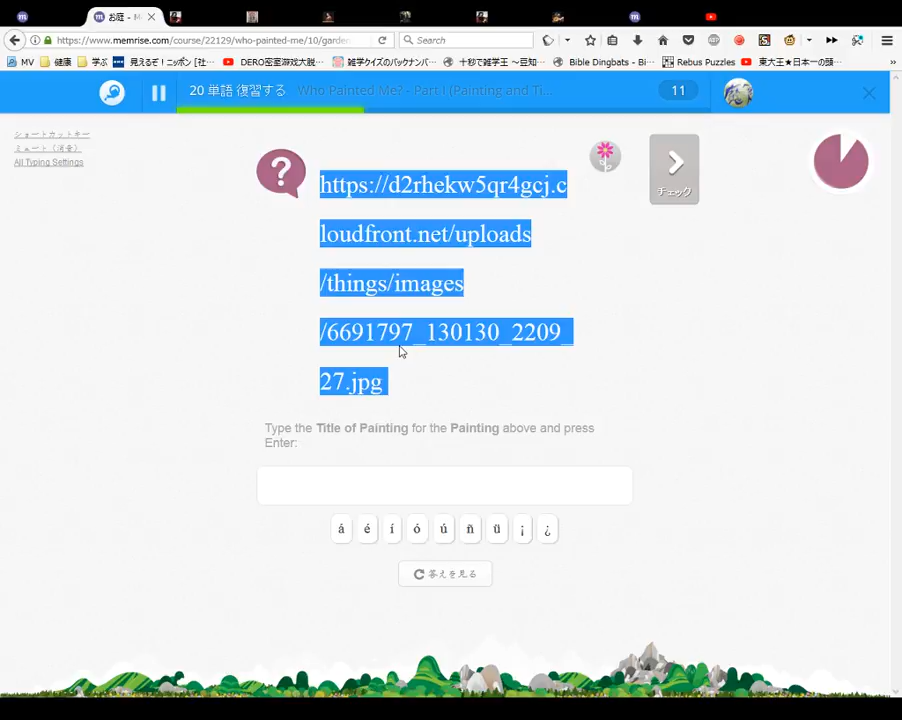 お庭 - M
https://www.memrise.com/course/22129/who-painted-me/10/garden
Search
MV
健康
学ぶ
見えるぞ！ニッポン [社…
DERO密室游戏大脱…
雑学クイズのバックナンバ…
十秒で雑学王 ～豆知…
Bible Dingbats - Bi…
Rebus Puzzles
東大王★日本一の頭…
20 単語 復習する
Who Painted Me? - Part I (Painting and Ti…
11
ショートカットキー
ミュート（消音）
All Typing Settings
?
https://d2rhekw5qr4gcj.c
loudfront.net/uploads
/things/images
/6691797_130130_2209_
27.jpg
チェック
Type the Title of Painting for the Painting above and press
Enter:
á é í ó ú ñ ü ¡ ¿
答えを見る